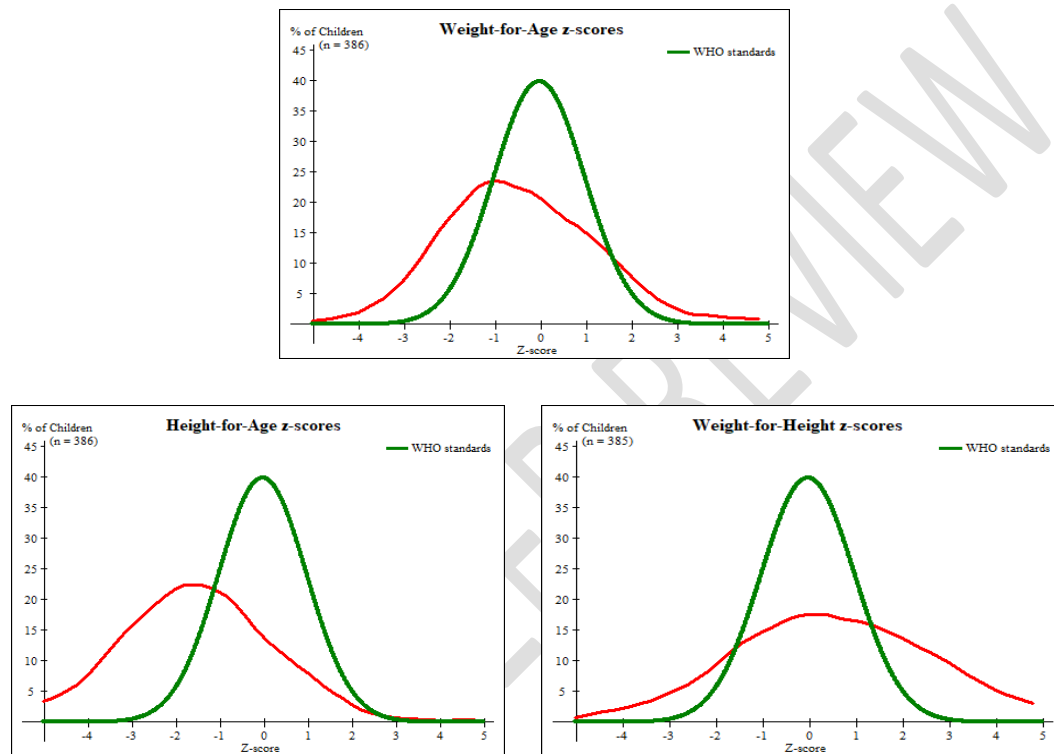 Weight-for-Age z-scores
% of Children
(n = 386)
WHO standards
45
40
35
30
25
20
15
10
5
-4 -3 -2 -1 0 1 2 3 4 5
Z-score
Height-for-Age z-scores
% of Children
(n = 386)
WHO standards
45
40
35
30
25
20
15
10
5
-4 -3 -2 -1 0 1 2 3 4 5
Z-score
Weight-for-Height z-scores
% of Children
(n = 385)
WHO standards
45
40
35
30
25
20
15
10
5
-4 -3 -2 -1 0 1 2 3 4 5
Z-score
REVIEW